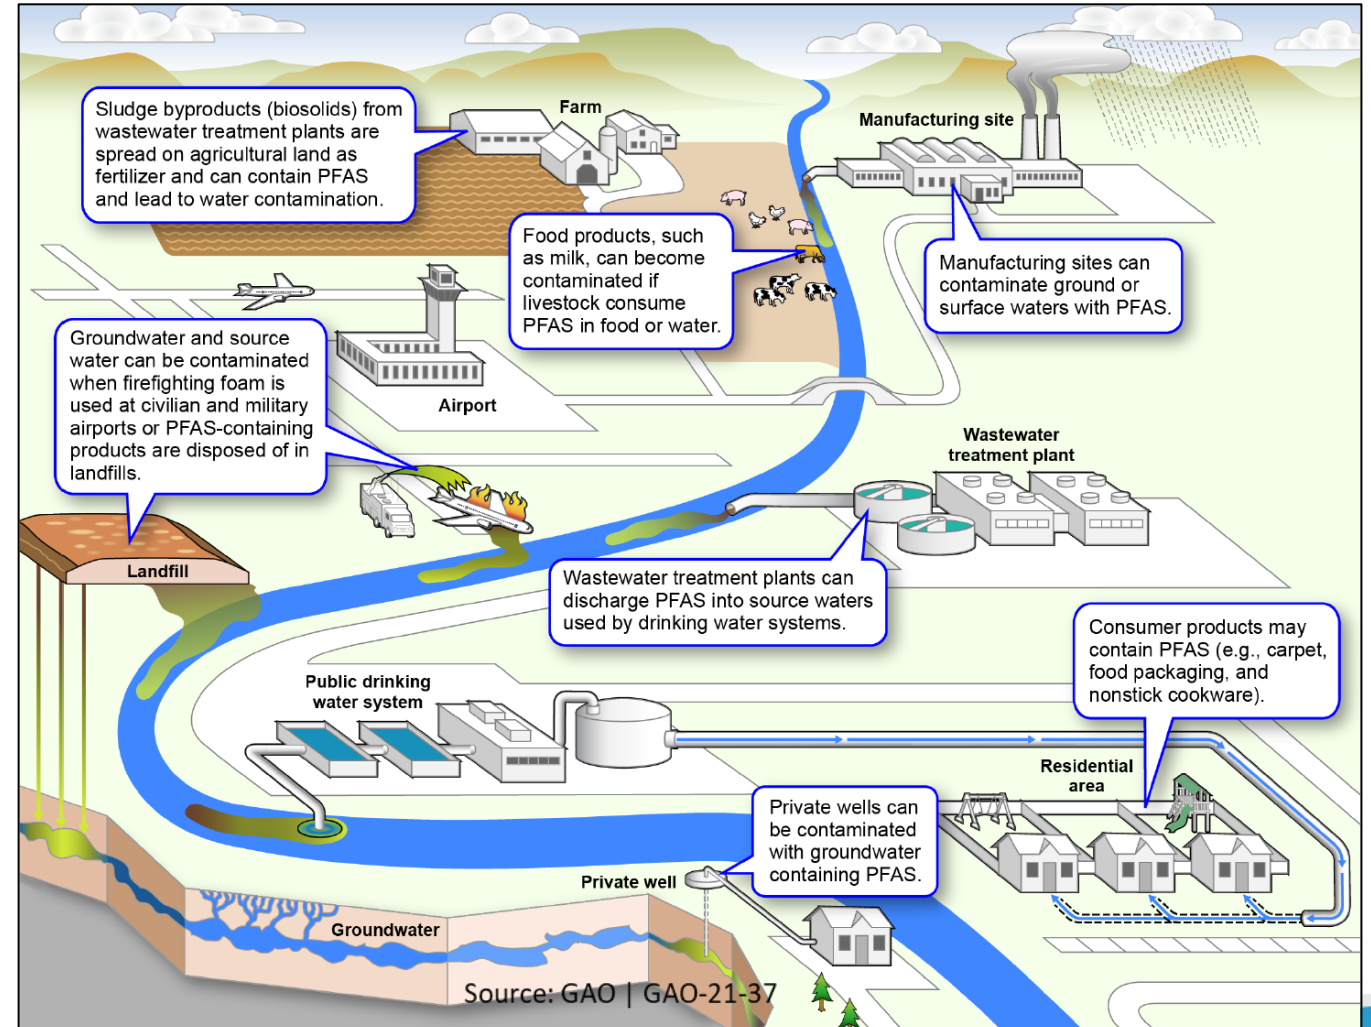 Sludge byproducts (biosolids) from
wastewater treatment plants are
spread on agricultural land as
fertilizer and can contain PFAS
and lead to water contamination.
Farm
Manufacturing site
Food products, such
as milk, can become
contaminated if
livestock consume
PFAS in food or water.
Manufacturing sites can
contaminate ground or
surface waters with PFAS.
Groundwater and source
water can be contaminated
when firefighting foam is
used at civilian and military
airports or PFAS-containing
products are disposed of in
landfills.
Airport
Wastewater
treatment plant
Landfill
Wastewater treatment plants can
discharge PFAS into source waters
used by drinking water systems.
Consumer products may
contain PFAS (e.g., carpet,
food packaging, and
nonstick cookware).
Public drinking
water system
Residential
area
Private wells can
be contaminated
with groundwater
containing PFAS.
Private well
Groundwater
Source: GAO | GAO-21-37